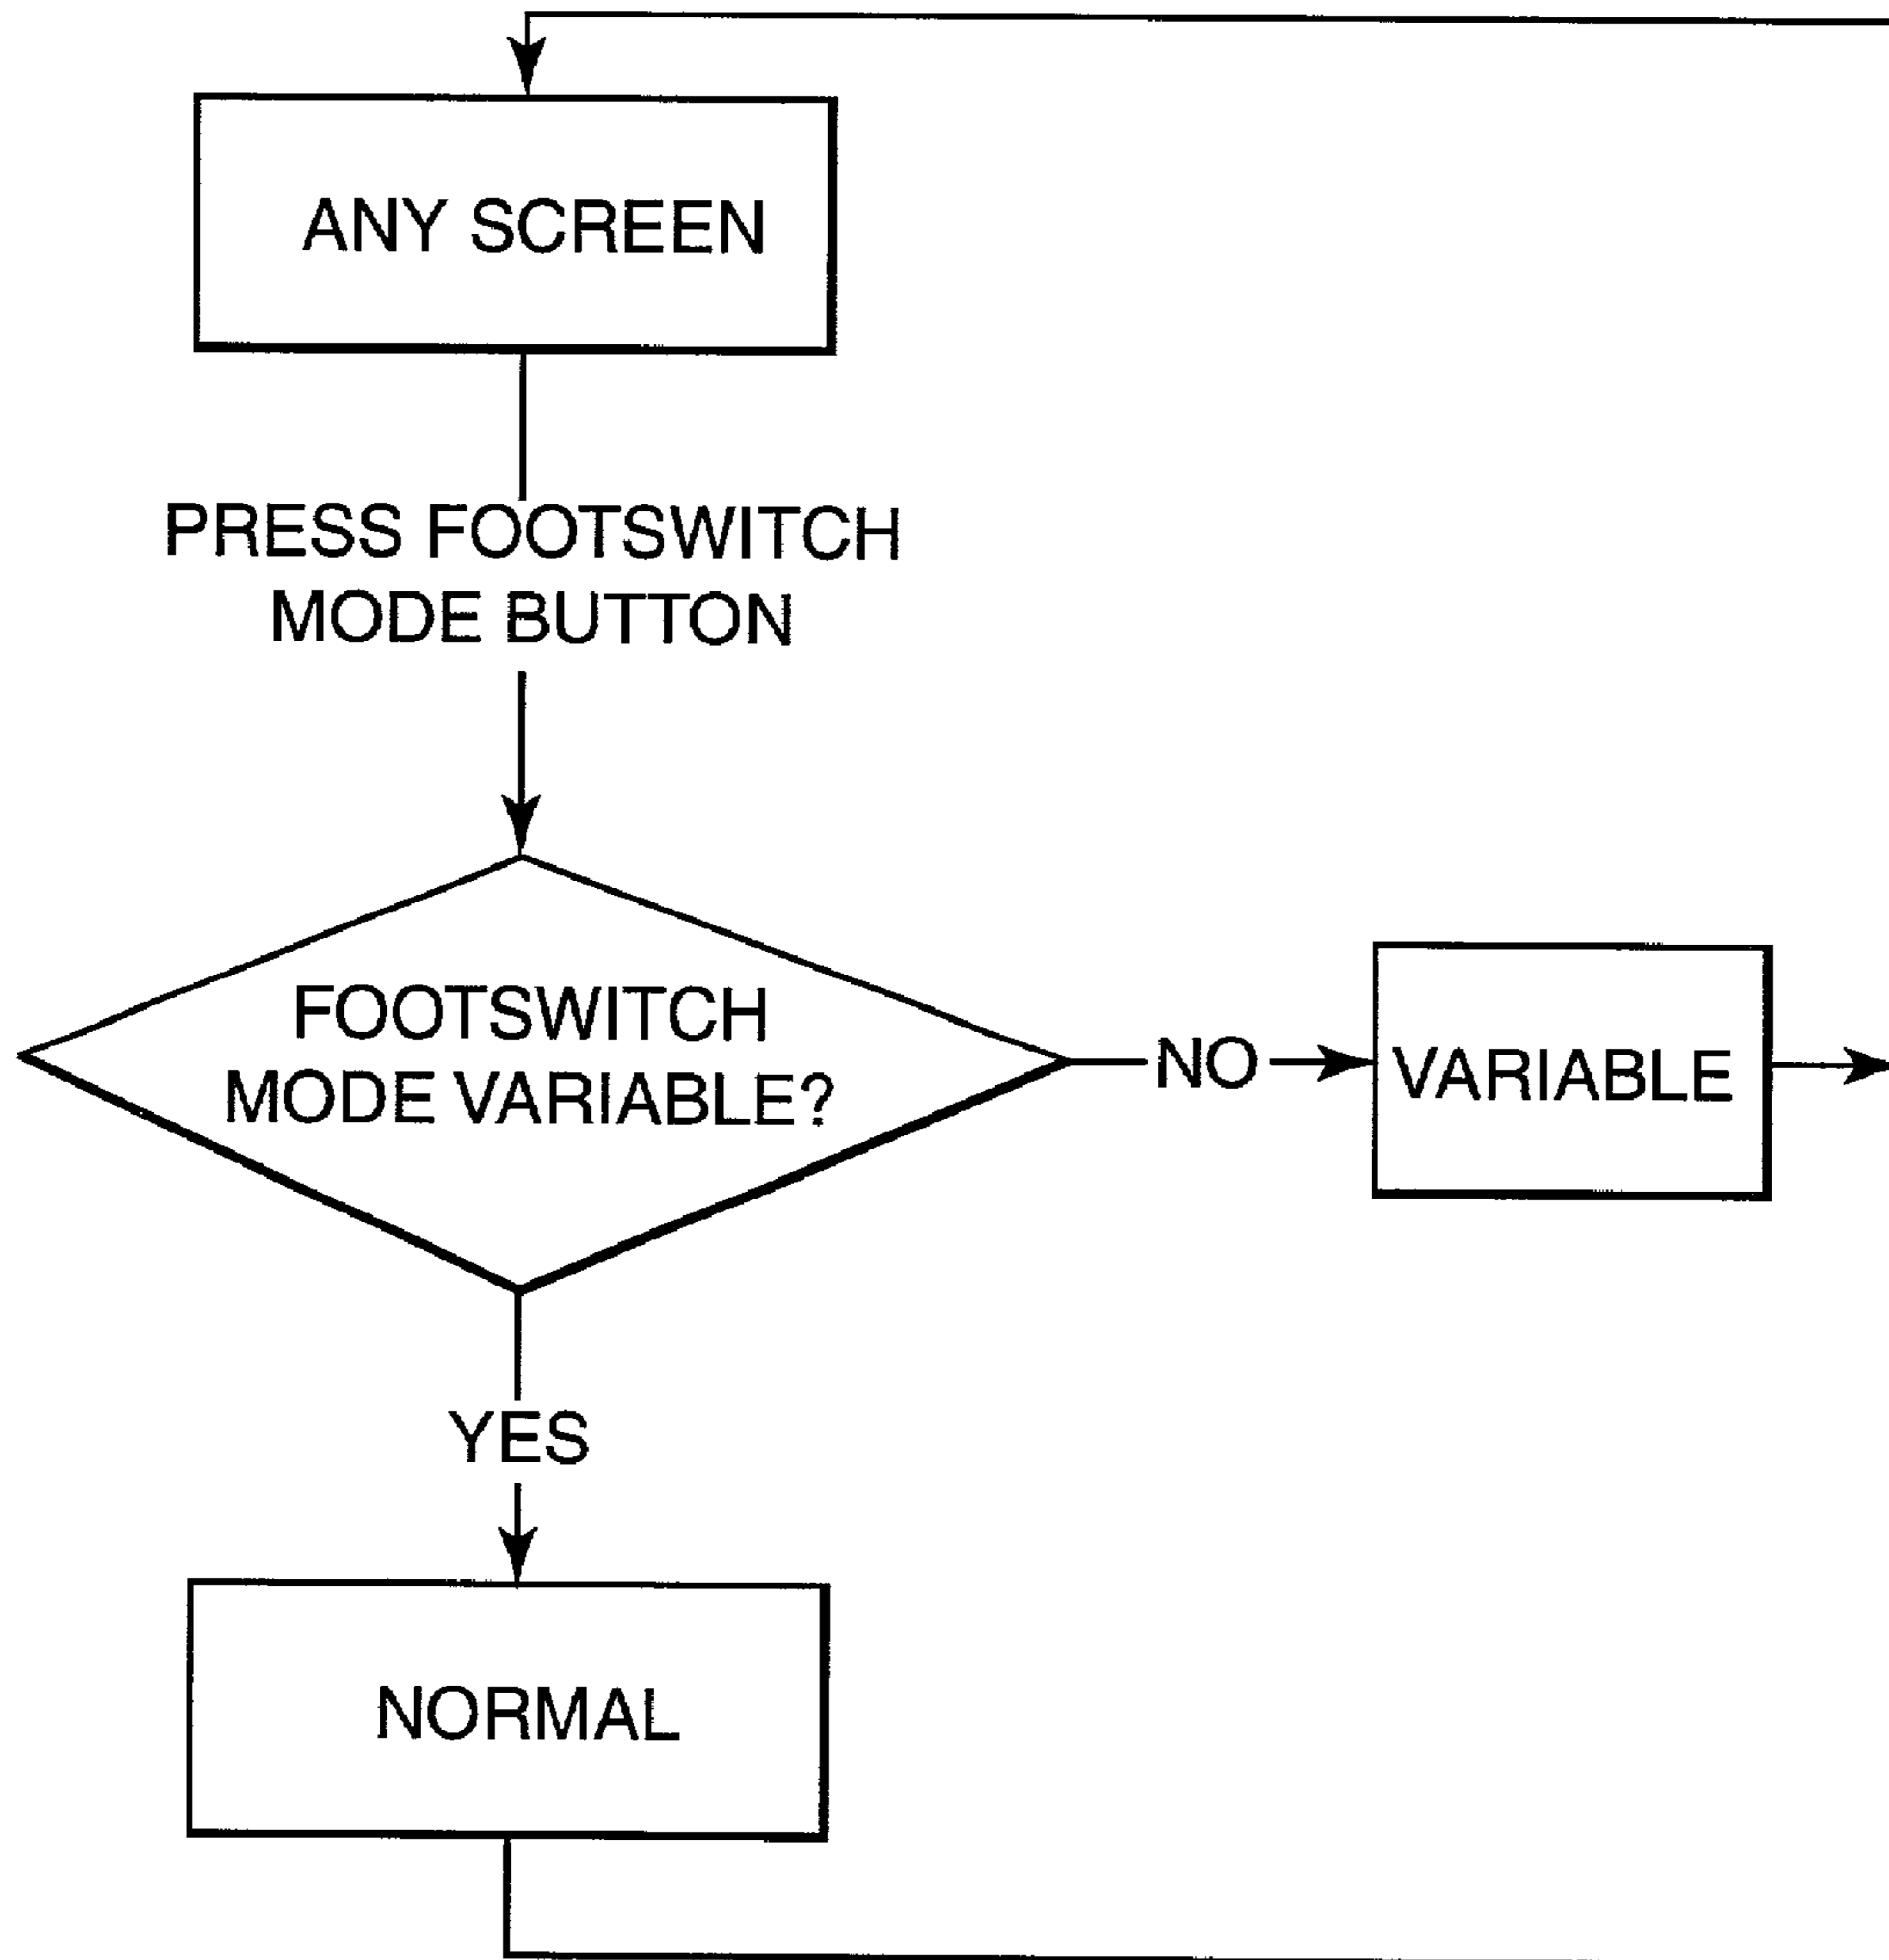 ANY SCREEN
PRESS FOOTSWITCH
MODE BUTTON
FOOTSWITCH
MODE VARIABLE?
NO
VARIABLE
YES
NORMAL